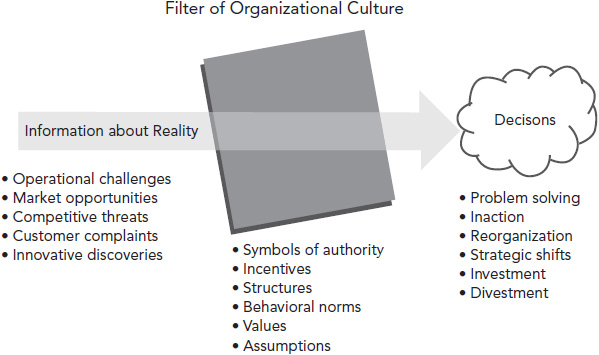 Filter of Organizational Culture
Information about Reality
• Operational challenges
• Market opportunities
• Competitive threats
• Customer complaints
• Innovative discoveries
• Symbols of authority
• Incentives
• Structures
• Behavioral norms
• Values
• Assumptions
Decisons
• Problem solving
• Inaction
• Reorganization
• Strategic shifts
• Investment
• Divestment